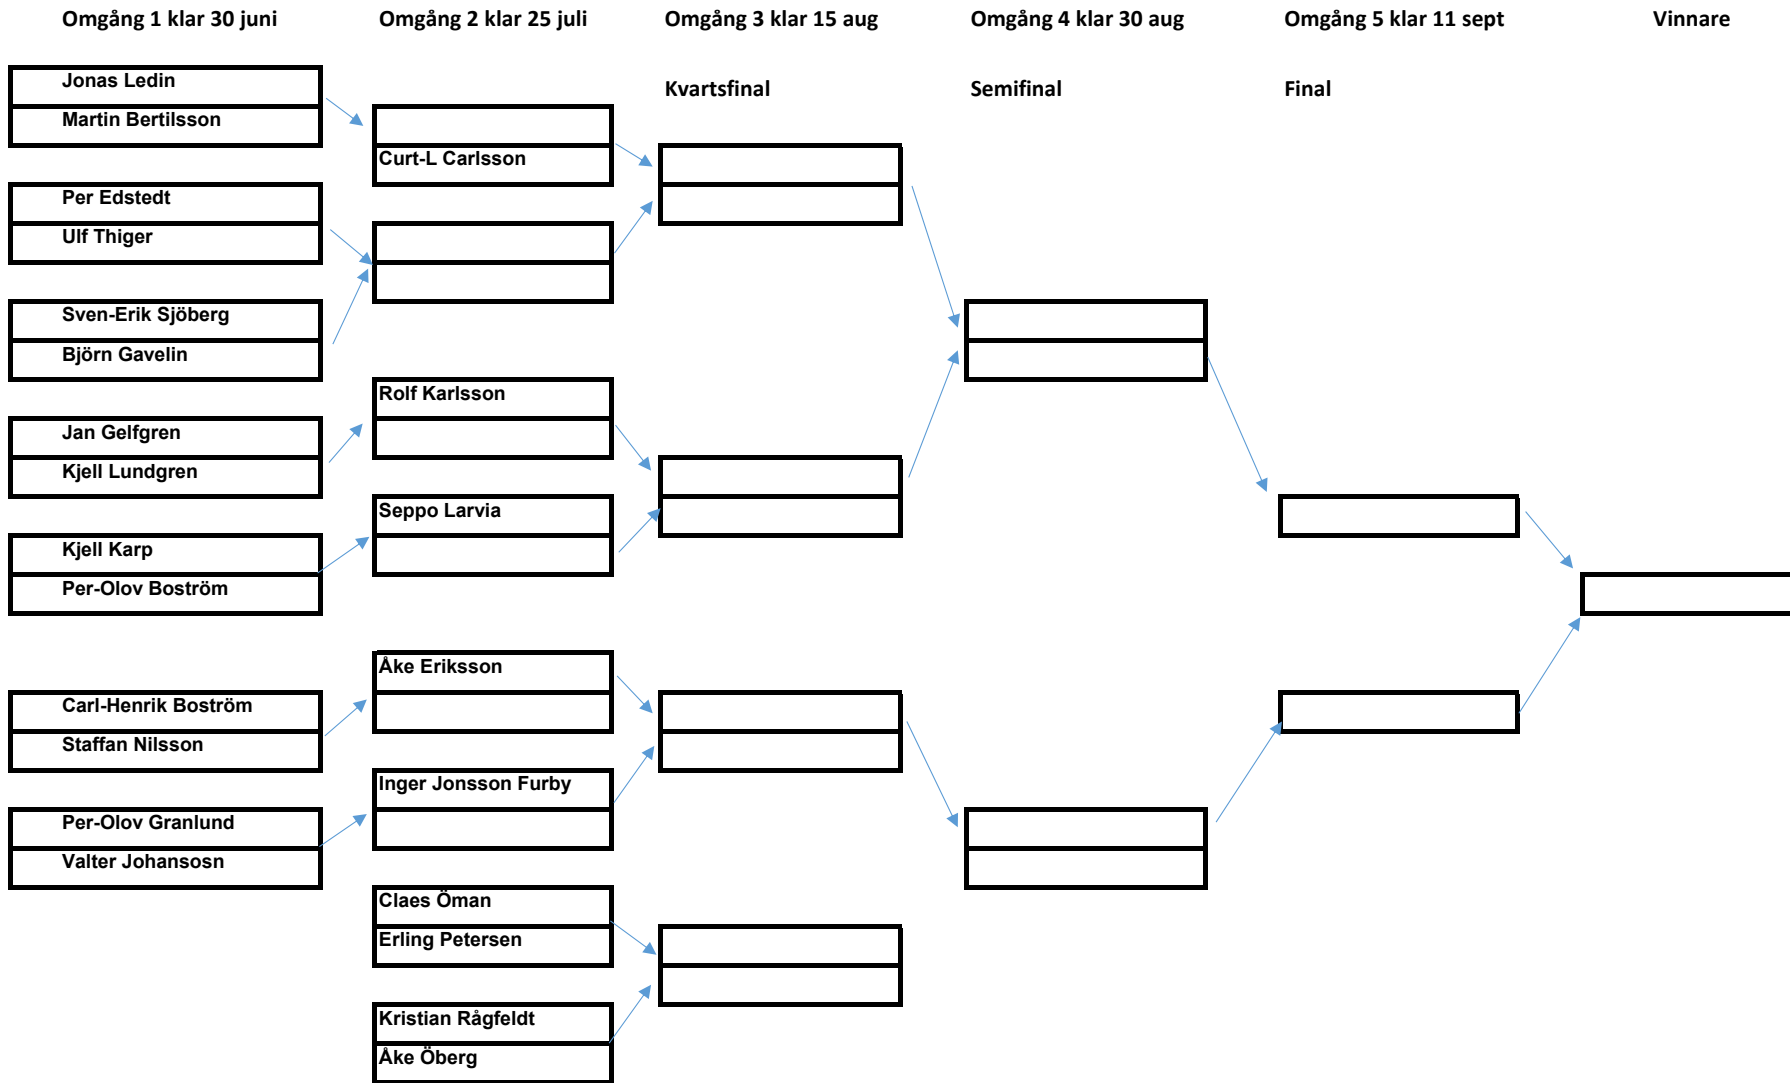 Omgång 1 klar 30 juni
Omgång 2 klar 25 juli
Omgång 3 klar 15 aug
Omgång 4 klar 30 aug
Omgång 5 klar 11 sept
Vinnare
Kvartsfinal
Semifinal
Final
Jonas Ledin
Martin Bertilsson
Per Edstedt
Ulf Thiger
Sven-Erik Sjöberg
Björn Gavelin
Jan Gelfgren
Kjell Lundgren
Kjell Karp
Per-Olov Boström
Carl-Henrik Boström
Staffan Nilsson
Per-Olov Granlund
Valter Johansosn
Curt-L Carlsson
Rolf Karlsson
Seppo Larvia
Åke Eriksson
Inger Jonsson Furby
Claes Öman
Erling Petersen
Kristian Rågfeldt
Åke Öberg